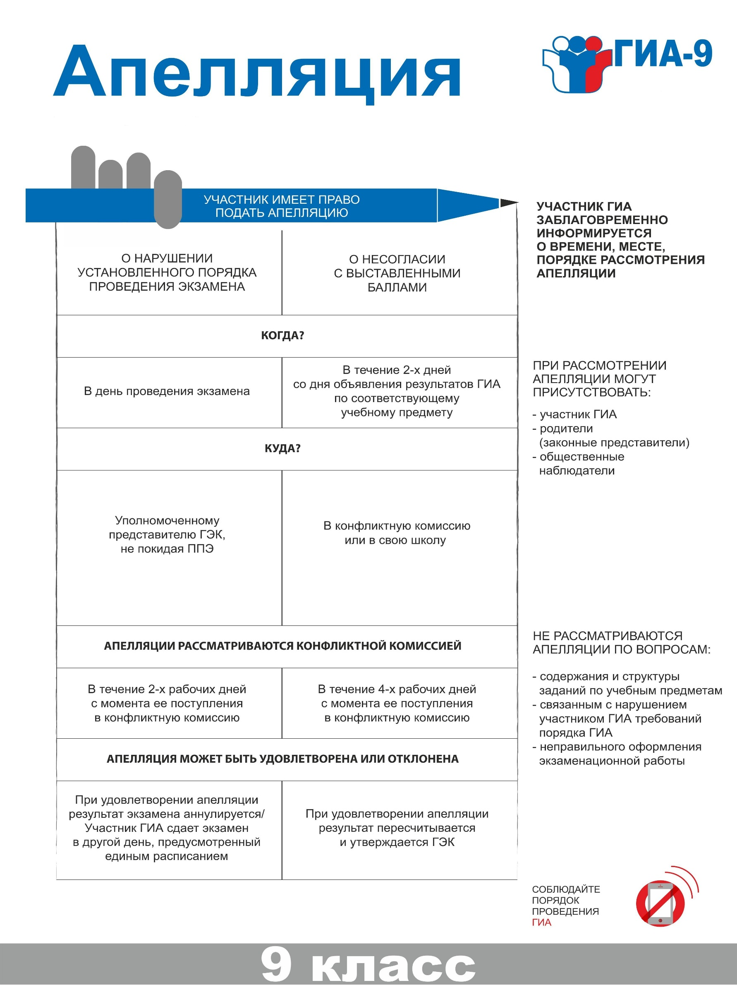 Апелляция
ГИА-9
УЧАСТНИК ИМЕЕТ ПРАВО
ПОДАТЬ АПЕЛЛЯЦИЮ
О НАРУШЕНИИ
УСТАНОВЛЕННОГО ПОРЯДКА
ПРОВЕДЕНИЯ ЭКЗАМЕНА
О НЕСОГЛАСИИ
С ВЫСТАВЛЕННЫМИ
БАЛЛАМИ
КОГДА?
В день проведения экзамена
В течение 2-х дней
со дня объявления результатов ГИА
по соответствующему
учебному предмету
КУДА?
Уполномоченному
представителю ГЭК,
не покидая ППЭ
В конфликтную комиссию
или в свою школу
АПЕЛЛЯЦИИ РАССМАТРИВАЮТСЯ КОНФЛИКТНОЙ КОМИССИЕЙ
В течение 2-х рабочих дней
с момента ее поступления
в конфликтную комиссию
В течение 4-х рабочих дней
с момента ее поступления
в конфликтную комиссию
АПЕЛЛЯЦИЯ МОЖЕТ БЫТЬ УДОВЛЕТВОРЕНА ИЛИ ОТКЛОНЕНА
При удовлетворении апелляции
результат экзамена аннулируется/
Участник ГИА сдает экзамен
в другой день, предусмотренный
единым расписанием
При удовлетворении апелляции
результат пересчитывается
и утверждается ГЭК
УЧАСТНИК ГИА
ЗАБЛАГОВРЕМЕННО
ИНФОРМИРУЕТСЯ
О ВРЕМЕНИ, МЕСТЕ,
ПОРЯДКЕ РАССМОТРЕНИЯ
АПЕЛЛЯЦИИ
ПРИ РАССМОТРЕНИИ
АПЕЛЛЯЦИИ МОГУТ
ПРИСУТСТВОВАТЬ:
- участник ГИА
- родители
(законные представители)
- общественные
наблюдатели
НЕ РАССМАТРИВАЮТСЯ
АПЕЛЛЯЦИИ ПО ВОПРОСАМ:
- содержания и структуры
заданий по учебным предметам
- связанным с нарушением
участником ГИА требований
порядка ГИА
- неправильного оформления
экзаменационной работы
СОБЛЮДАЙТЕ
ПОРЯДОК
ПРОВЕДЕНИЯ
ГИА
9 класс